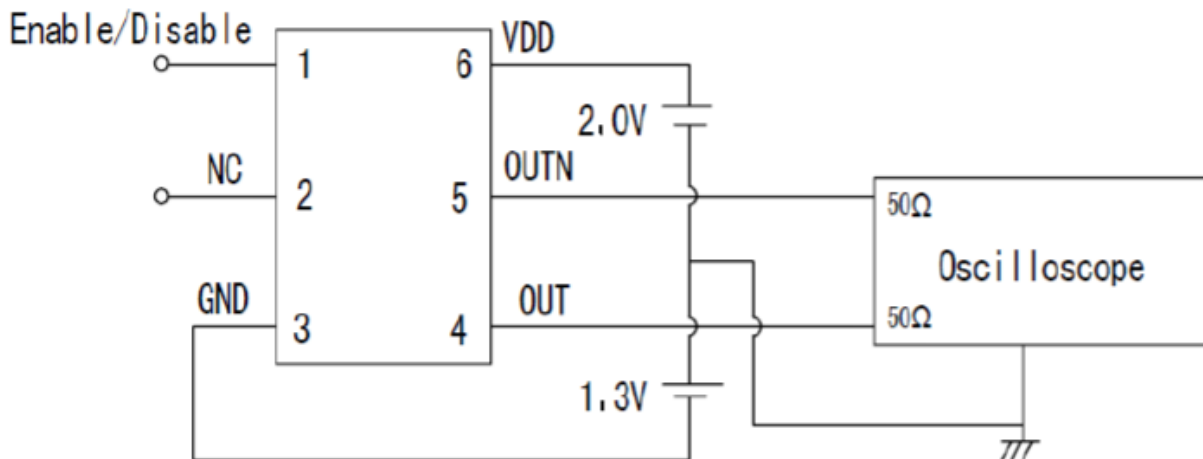 Enable/Disable
VDD
1
6
2.0V
NC
OUTN
2
5
50Ω
Oscilloscope
GND
OUT
3
4
50Ω
1.3V